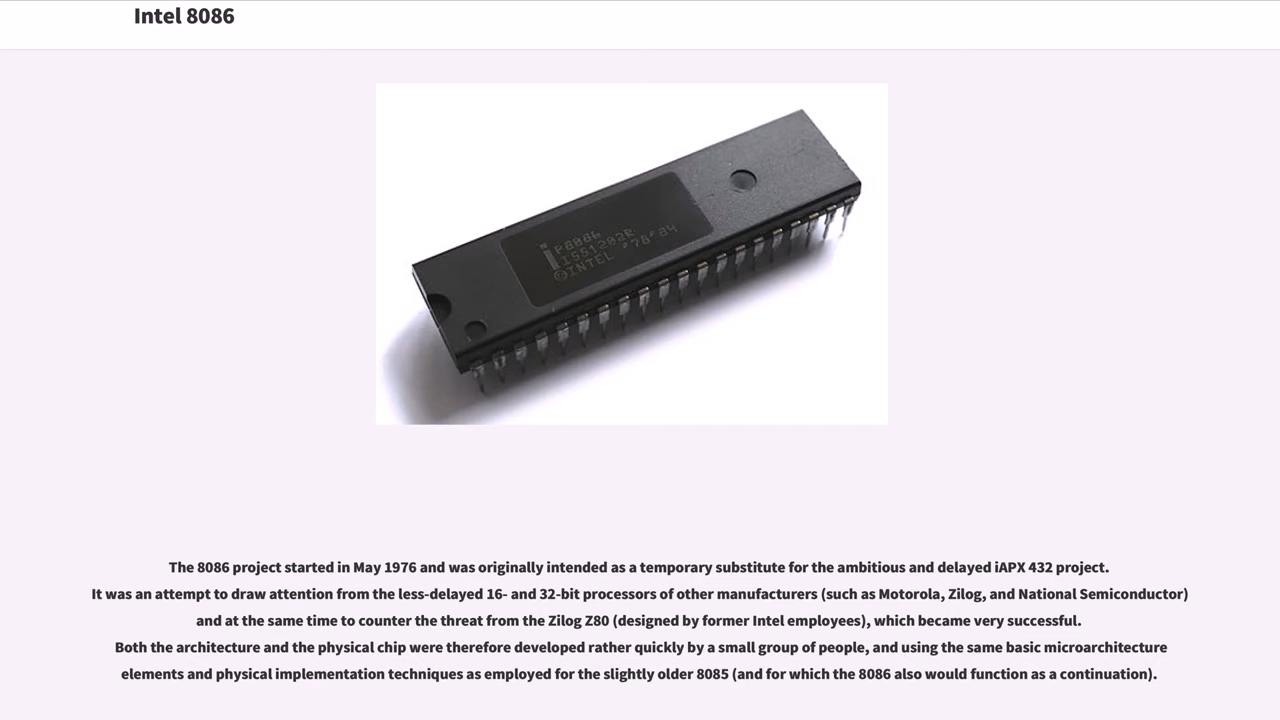 Intel 8086
P8086
I551202R
©INTEL '78'84
The 8086 project started in May 1976 and was originally intended as a temporary substitute for the ambitious and delayed iAPX 432 project.
It was an attempt to draw attention from the less-delayed 16- and 32-bit processors of other manufacturers (such as Motorola, Zilog, and National Semiconductor)
and at the same time to counter the threat from the Zilog Z80 (designed by former Intel employees), which became very successful.
Both the architecture and the physical chip were therefore developed rather quickly by a small group of people, and using the same basic microarchitecture
elements and physical implementation techniques as employed for the slightly older 8085 (and for which the 8086 also would function as a continuation).